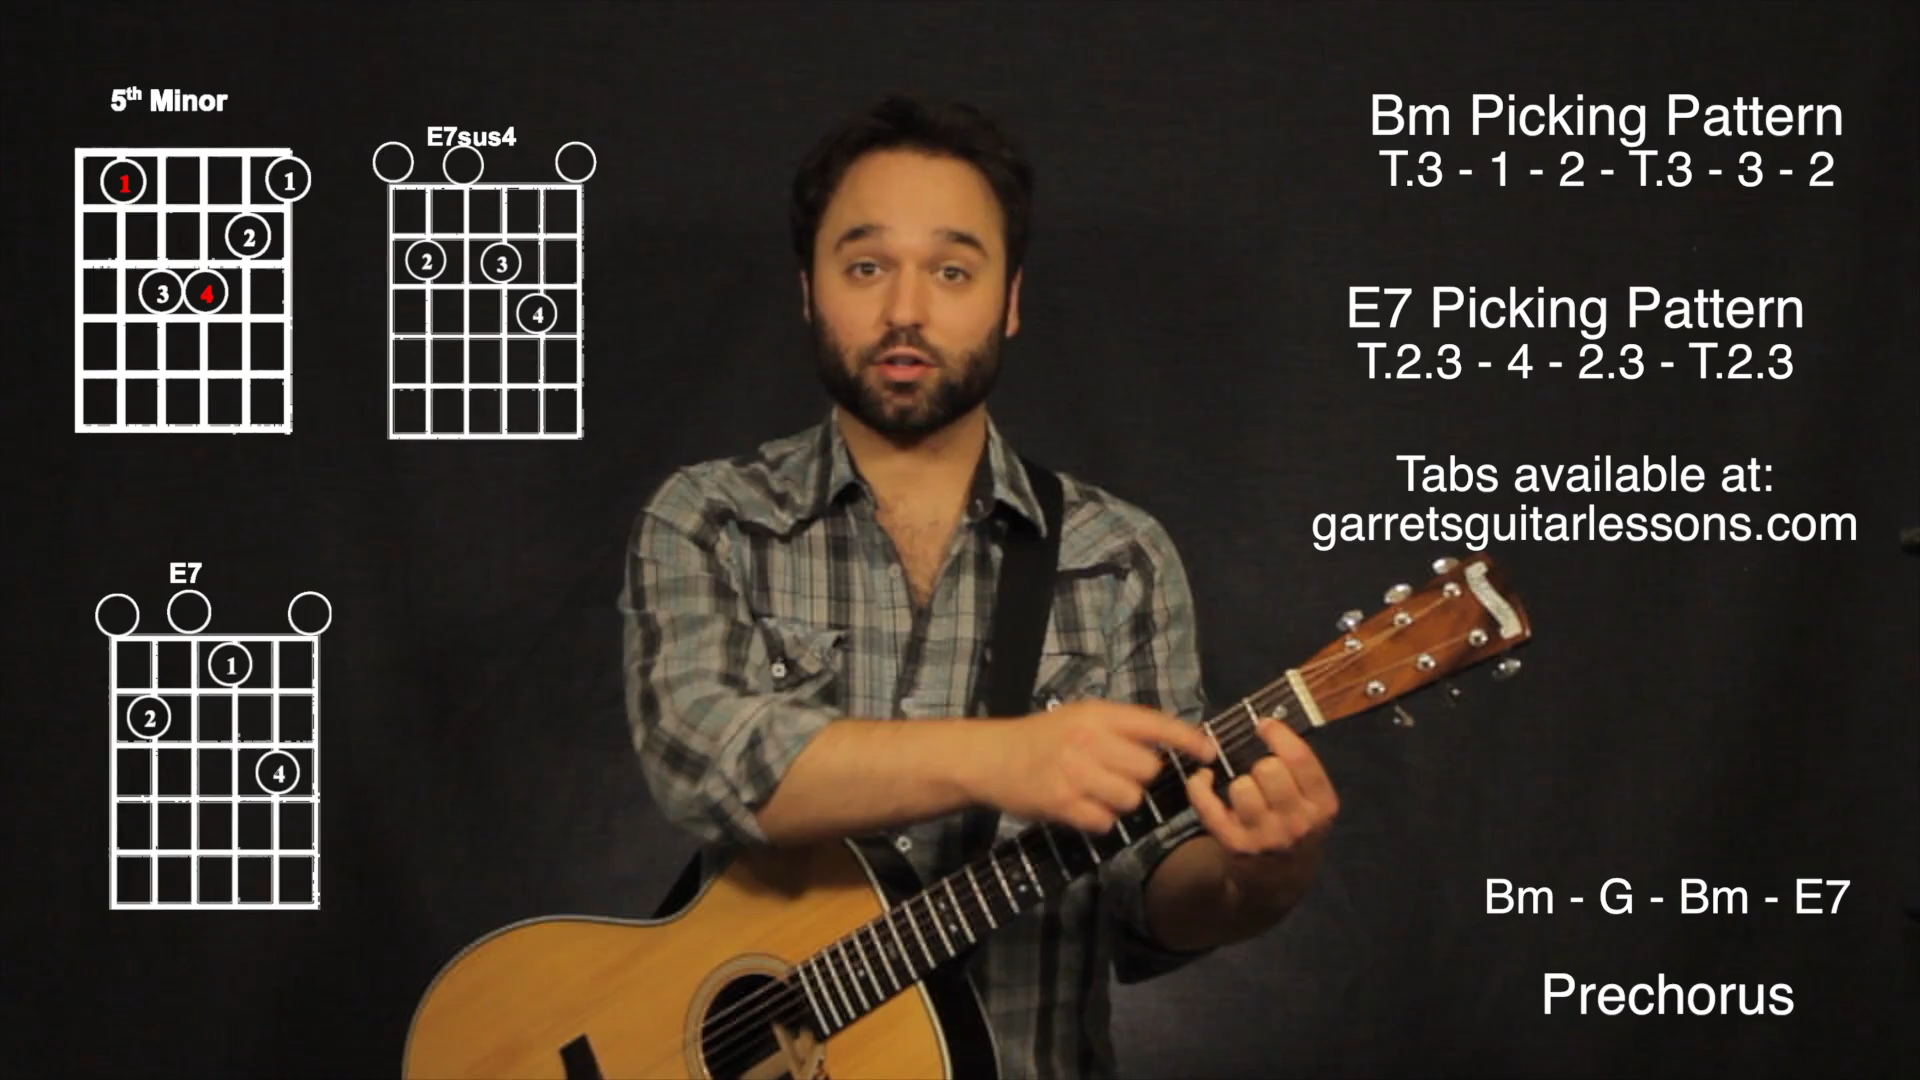 5th Minor
1
1
2
3
4
E7sus4
2
3
4
E7
1
2
4
Bm Picking Pattern
T.3 - 1 - 2 - T.3 - 3 - 2
E7 Picking Pattern
T.2.3 - 4 - 2.3 - T.2.3
Tabs available at:
garretsguitarlessons.com
Bm - G - Bm - E7
Prechorus